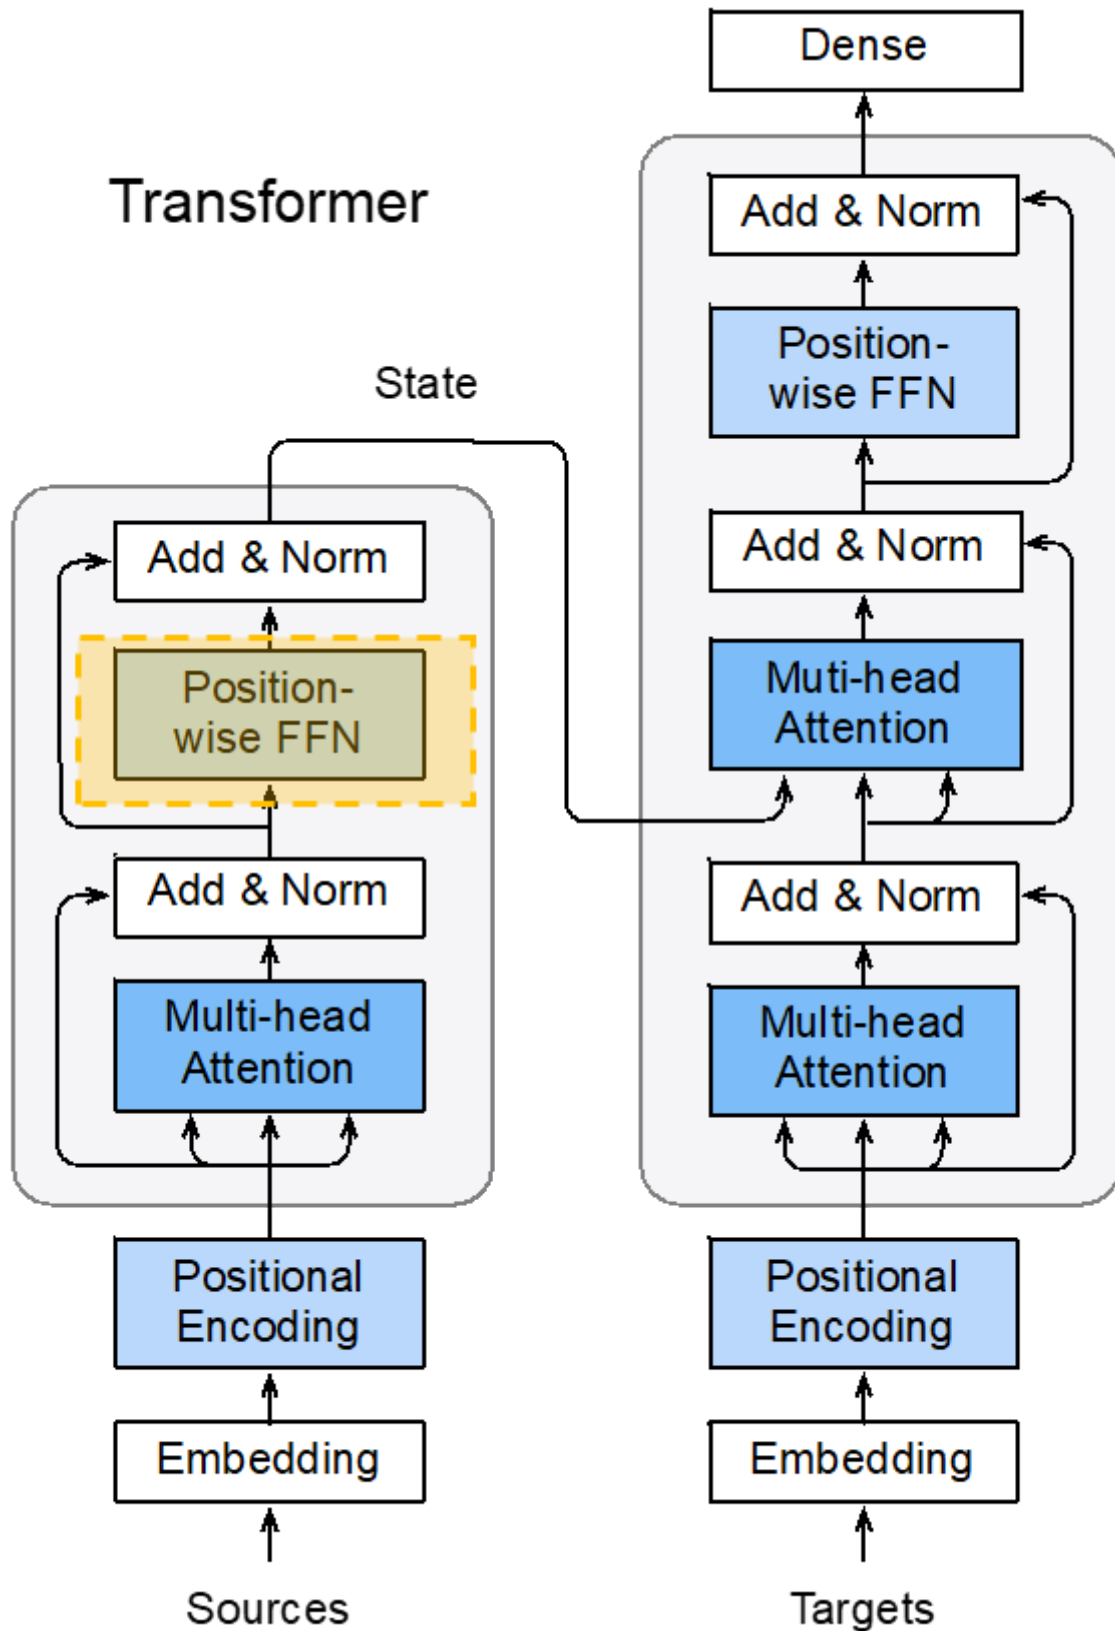 Transformer
State
Add & Norm
Position-
wise FFN
Add & Norm
Multi-head
Attention
Positional
Encoding
Embedding
Sources
Dense
Add & Norm
Position-
wise FFN
Add & Norm
Muti-head
Attention
Add & Norm
Multi-head
Attention
Positional
Encoding
Embedding
Targets